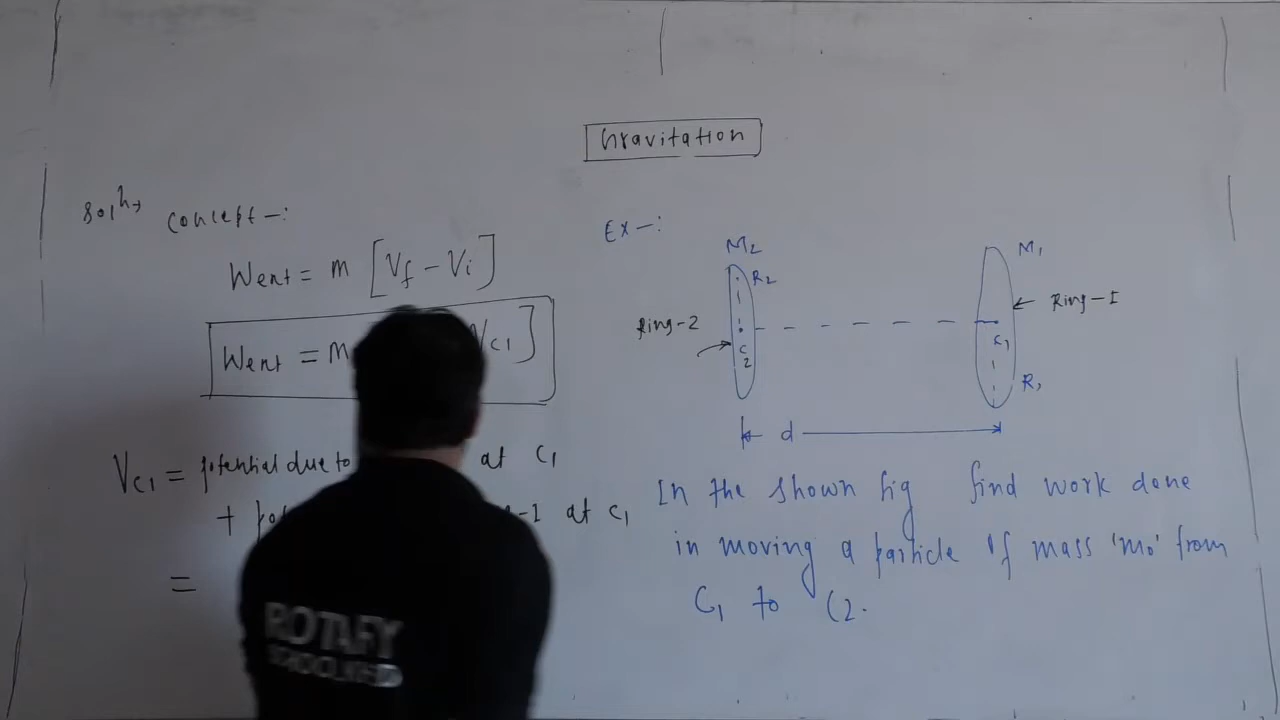 Gravitation
Solⁿ→ concept –:
Went = m [Vf – Vi]
Went = m VC1]
VC1 = potential due to at C1
+ -I at C1
=
Ex –:
M2 M1
R2
Ring-2 Ring-I
C2 C1
R1
d
In the shown fig find work done
in moving a particle of mass 'm0' from
C1 to C2.
ROTAFY